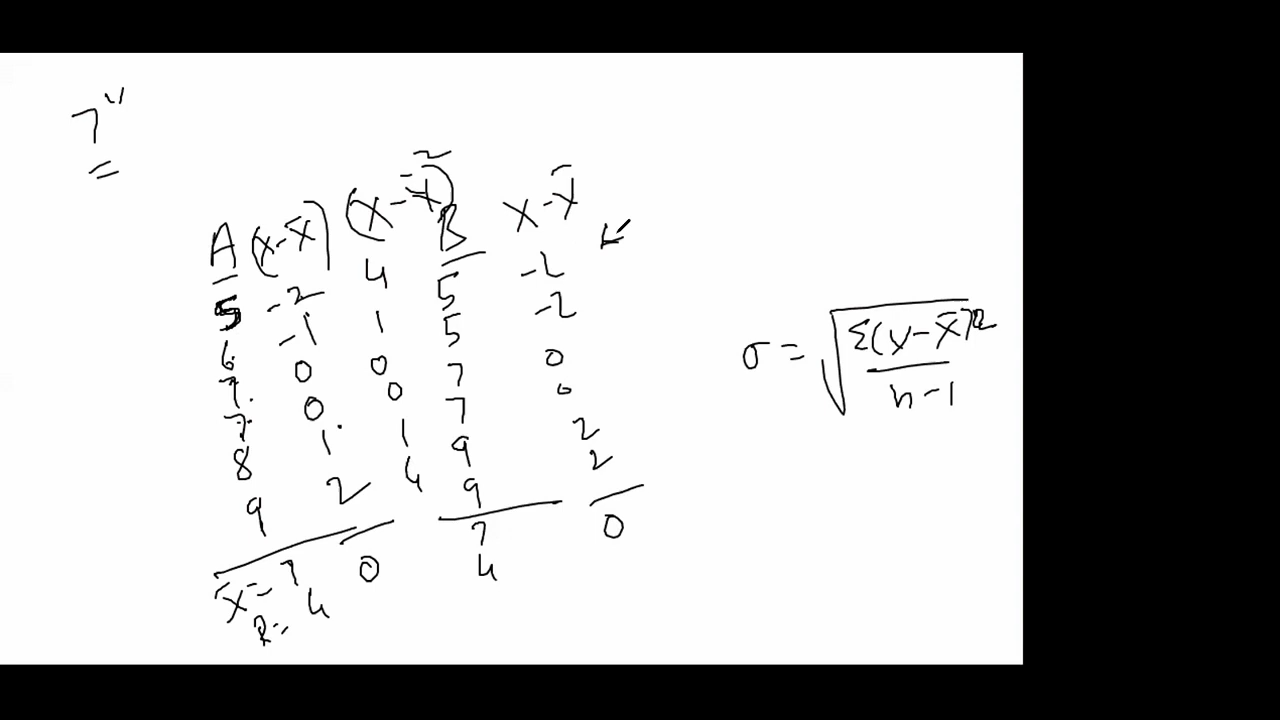 7"
=
A (x-x̄) (x-x̄)² B x-x̄
5 -2 4 5 -2
6 -1 1 5 -2
7 0 0 7 0
7 0 0 7 0
8 1 1 9 2
9 2 4 9 2
x̄ = 7 0 7 0
R = 4 4
σ = √Σ(x-x̄)²
n-1